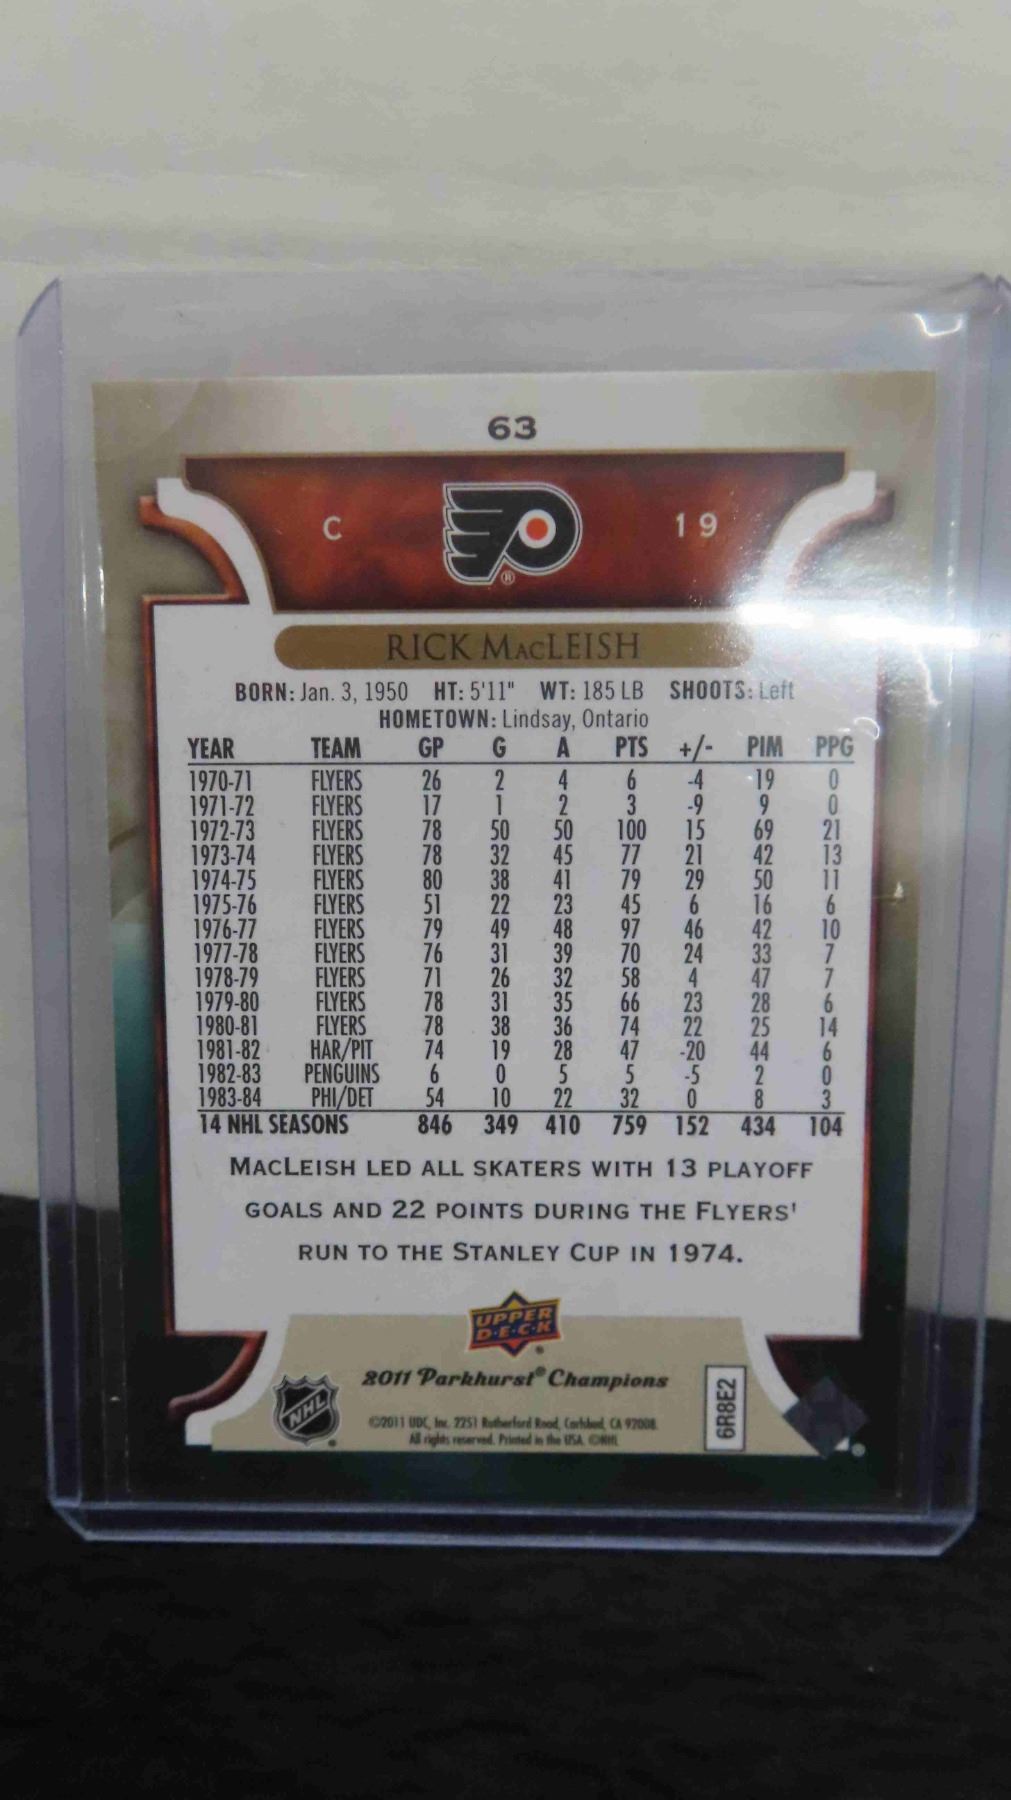 63
C 19
RICK MACLEISH
BORN: Jan. 3, 1950 HT: 5'11" WT: 185 LB SHOOTS: Left
HOMETOWN: Lindsay, Ontario
YEAR TEAM GP G A PTS +/- PIM PPG
1970-71 FLYERS 26 2 4 6 -4 19 0
1971-72 FLYERS 17 1 2 3 -9 9 0
1972-73 FLYERS 78 50 50 100 15 69 21
1973-74 FLYERS 78 32 45 77 21 42 13
1974-75 FLYERS 80 38 41 79 29 50 11
1975-76 FLYERS 51 22 23 45 6 16 6
1976-77 FLYERS 79 49 48 97 46 42 10
1977-78 FLYERS 76 31 39 70 24 33 7
1978-79 FLYERS 71 26 32 58 4 47 7
1979-80 FLYERS 78 31 35 66 23 28 6
1980-81 FLYERS 78 38 36 74 22 25 14
1981-82 HAR/PIT 74 19 28 47 -20 44 6
1982-83 PENGUINS 6 0 5 5 -5 2 0
1983-84 PHI/DET 54 10 22 32 0 8 3
14 NHL SEASONS 846 349 410 759 152 434 104
MACLEISH LED ALL SKATERS WITH 13 PLAYOFF
GOALS AND 22 POINTS DURING THE FLYERS'
RUN TO THE STANLEY CUP IN 1974.
UPPER
D·E·C·K
2011 Parkhurst® Champions
NHL
©2011 UDC, Inc. 2251 Rutherford Road, Carlsbad, CA 92008.
All rights reserved. Printed in the USA. ©NHL
6R8E2